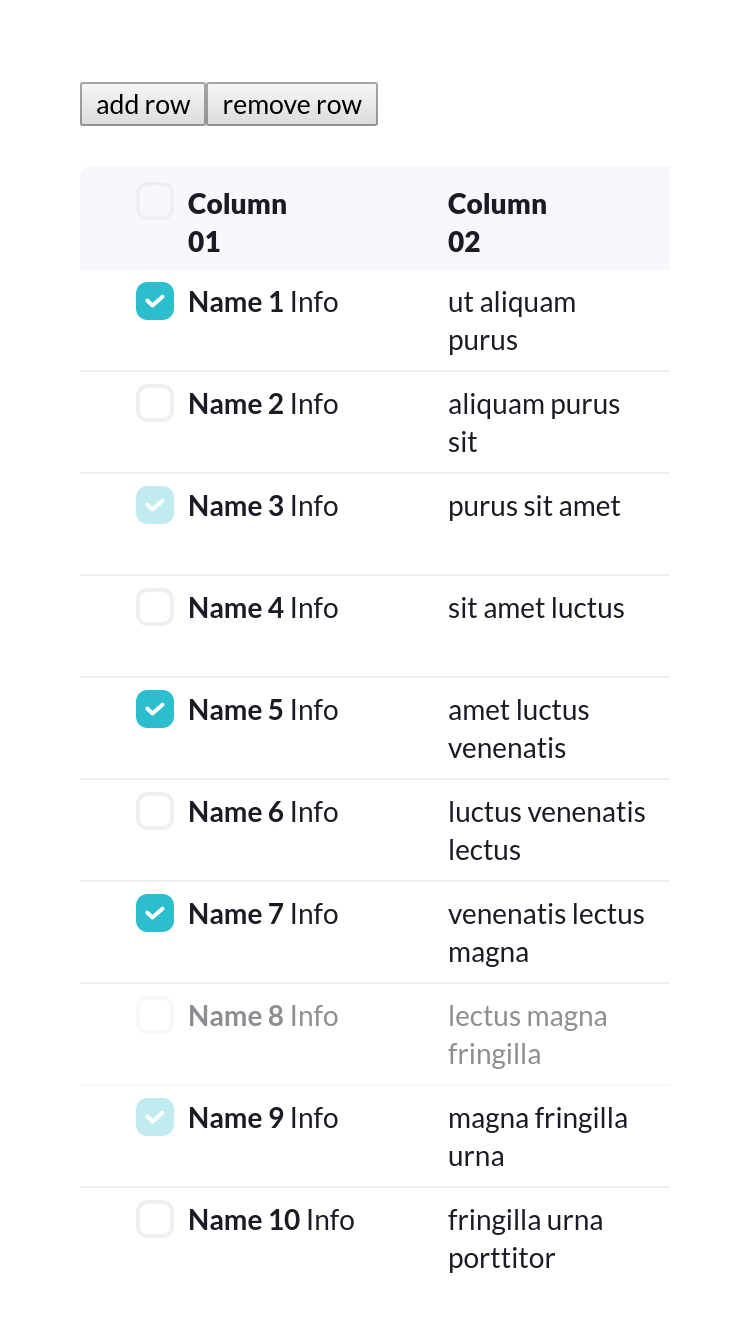 add row remove row
Column 01 Column 02
Name 1 Info ut aliquam purus
Name 2 Info aliquam purus sit
Name 3 Info purus sit amet
Name 4 Info sit amet luctus
Name 5 Info amet luctus venenatis
Name 6 Info luctus venenatis lectus
Name 7 Info venenatis lectus magna
Name 8 Info lectus magna fringilla
Name 9 Info magna fringilla urna
Name 10 Info fringilla urna porttitor